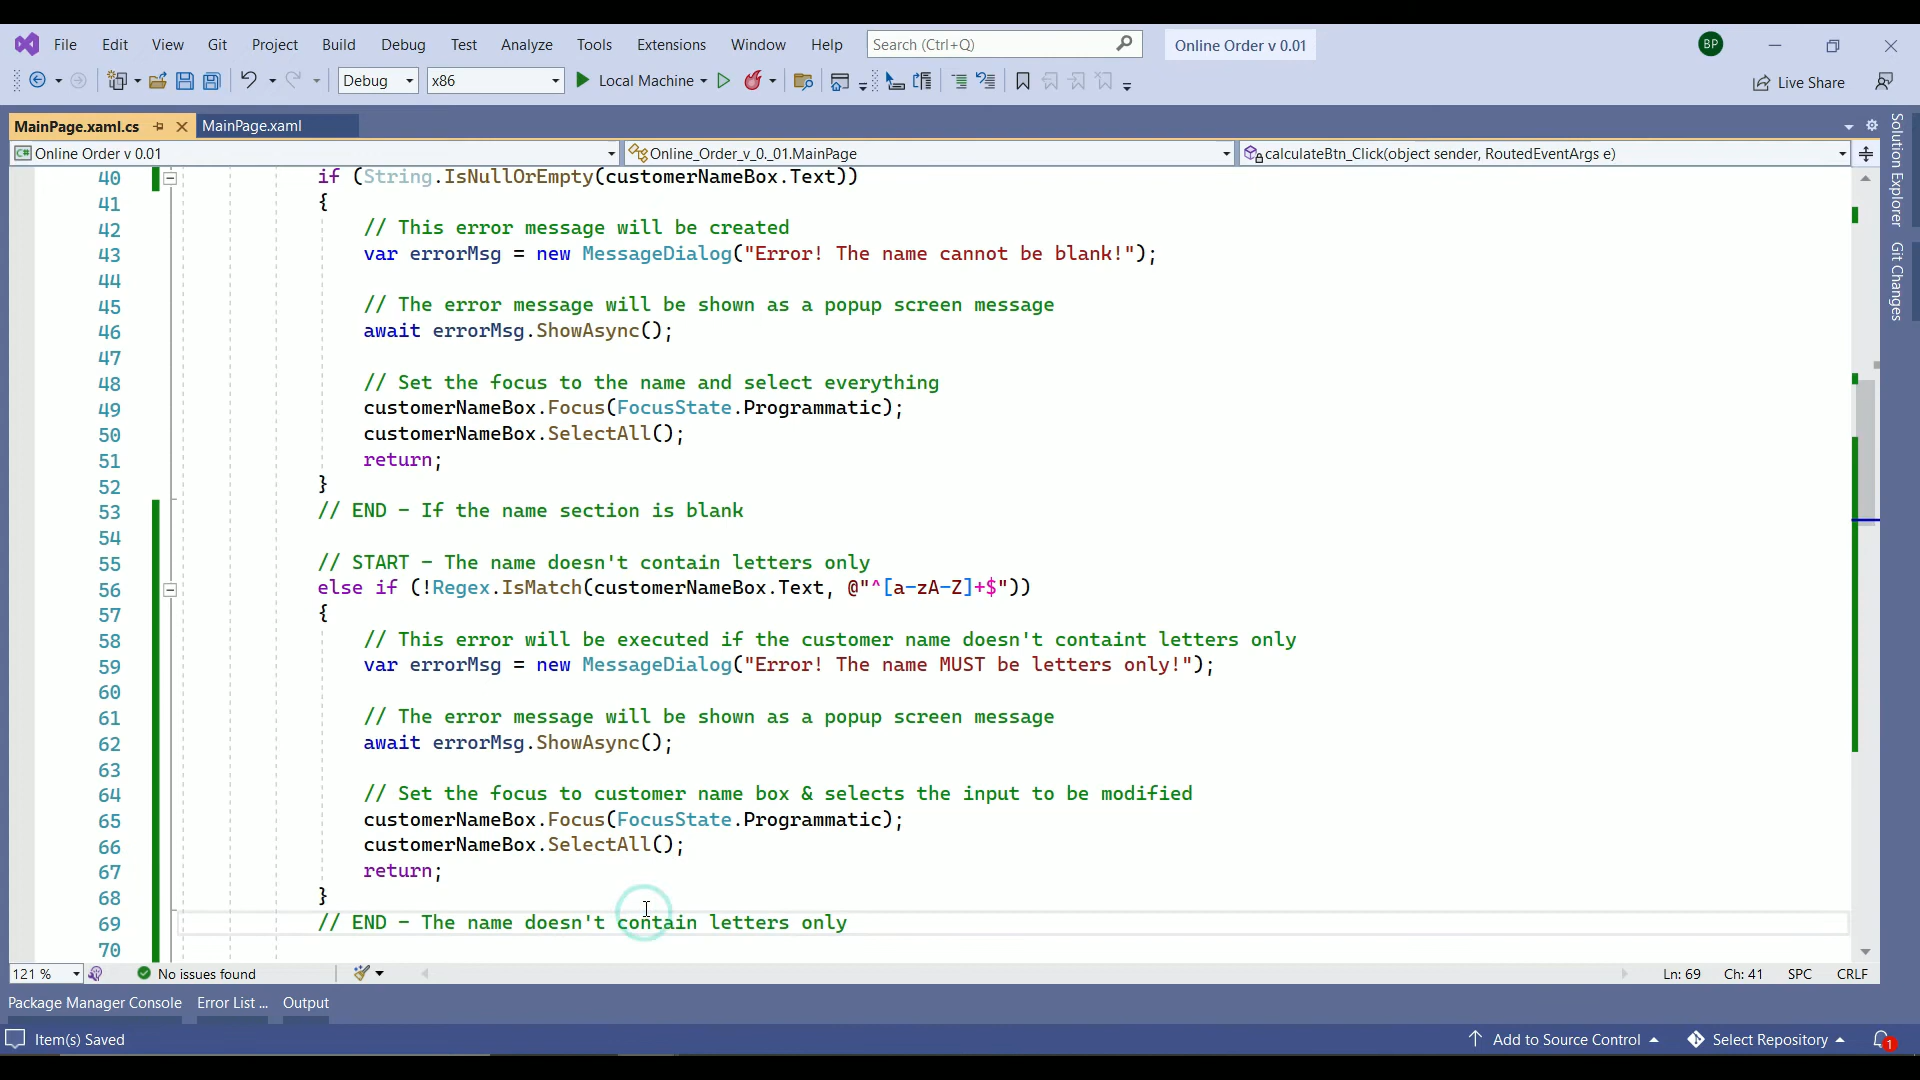 File Edit View Git Project Build Debug Test Analyze Tools Extensions Window Help Search (Ctrl+Q) Online Order v 0.01 BP
Debug x86 Local Machine Live Share
MainPage.xaml.cs MainPage.xaml
Online Order v 0.01 Online_Order_v_0._01.MainPage calculateBtn_Click(object sender, RoutedEventArgs e)
40 if (String.IsNullOrEmpty(customerNameBox.Text))
41 {
42 // This error message will be created
43 var errorMsg = new MessageDialog("Error! The name cannot be blank!");
44
45 // The error message will be shown as a popup screen message
46 await errorMsg.ShowAsync();
47
48 // Set the focus to the name and select everything
49 customerNameBox.Focus(FocusState.Programmatic);
50 customerNameBox.SelectAll();
51 return;
52 }
53 // END - If the name section is blank
54
55 // START - The name doesn't contain letters only
56 else if (!Regex.IsMatch(customerNameBox.Text, @"^[a-zA-Z]+$"))
57 {
58 // This error will be executed if the customer name doesn't containt letters only
59 var errorMsg = new MessageDialog("Error! The name MUST be letters only!");
60
61 // The error message will be shown as a popup screen message
62 await errorMsg.ShowAsync();
63
64 // Set the focus to customer name box & selects the input to be modified
65 customerNameBox.Focus(FocusState.Programmatic);
66 customerNameBox.SelectAll();
67 return;
68 }
69 // END - The name doesn't contain letters only
70
Solution Explorer
Git Changes
121 % No issues found Ln: 69 Ch: 41 SPC CRLF
Package Manager Console Error List ... Output
Item(s) Saved Add to Source Control Select Repository 1